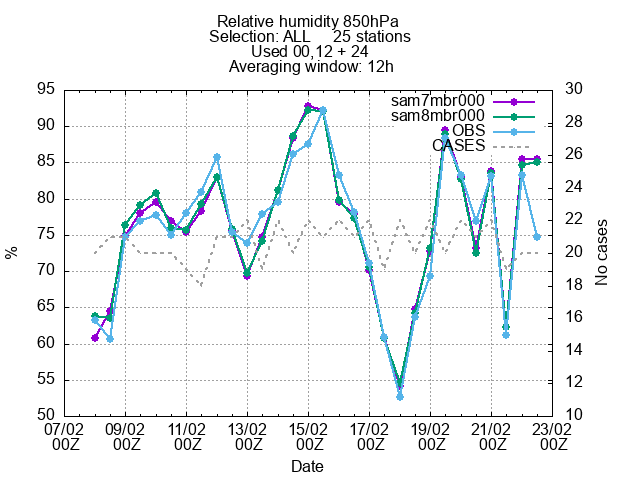 Relative humidity 850hPa
Selection: ALL 25 stations
Used 00,12 + 24
Averaging window: 12h
sam7mbr000
sam8mbr000
OBS
CASES
95
90
85
80
75
70
65
60
55
50
%
30
28
26
24
22
20
18
16
14
12
10
No cases
07/02 09/02 11/02 13/02 15/02 17/02 19/02 21/02 23/02
00Z 00Z 00Z 00Z 00Z 00Z 00Z 00Z 00Z
Date